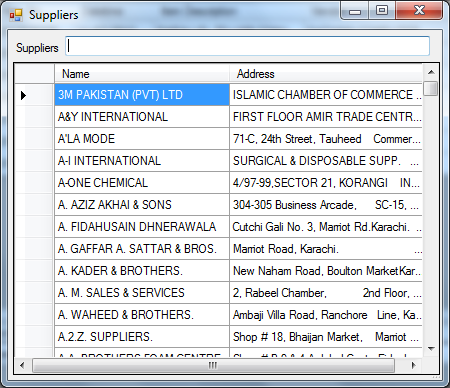 Suppliers
Suppliers
Name Address
3M PAKISTAN (PVT) LTD ISLAMIC CHAMBER OF COMMERCE ...
A&Y INTERNATIONAL FIRST FLOOR AMIR TRADE CENTR...
A'LA MODE 71-C, 24th Street, Tauheed Commer...
A-I INTERNATIONAL SURGICAL & DISPOSABLE SUPP. ...
A-ONE CHEMICAL 4/97-99,SECTOR 21, KORANGI IN...
A. AZIZ AKHAI & SONS 304-305 Business Arcade, SC-15, ...
A. FIDAHUSAIN DHNERAWALA Cutchi Gali No. 3, Marriot Rd.Karachi. ...
A. GAFFAR A. SATTAR & BROS. Marriot Road, Karachi. ...
A. KADER & BROTHERS. New Naham Road, Boulton MarketKar...
A. M. SALES & SERVICES 2, Rabeel Chamber, 2nd Floor, ...
A. WAHEED & BROTHERS. Ambaji Villa Road, Ranchore Line, Ka...
A.2.Z. SUPPLIERS. Shop # 18, Bhaijan Market, Marriot ...
A.A. BROTHERS FOAM CENTRE